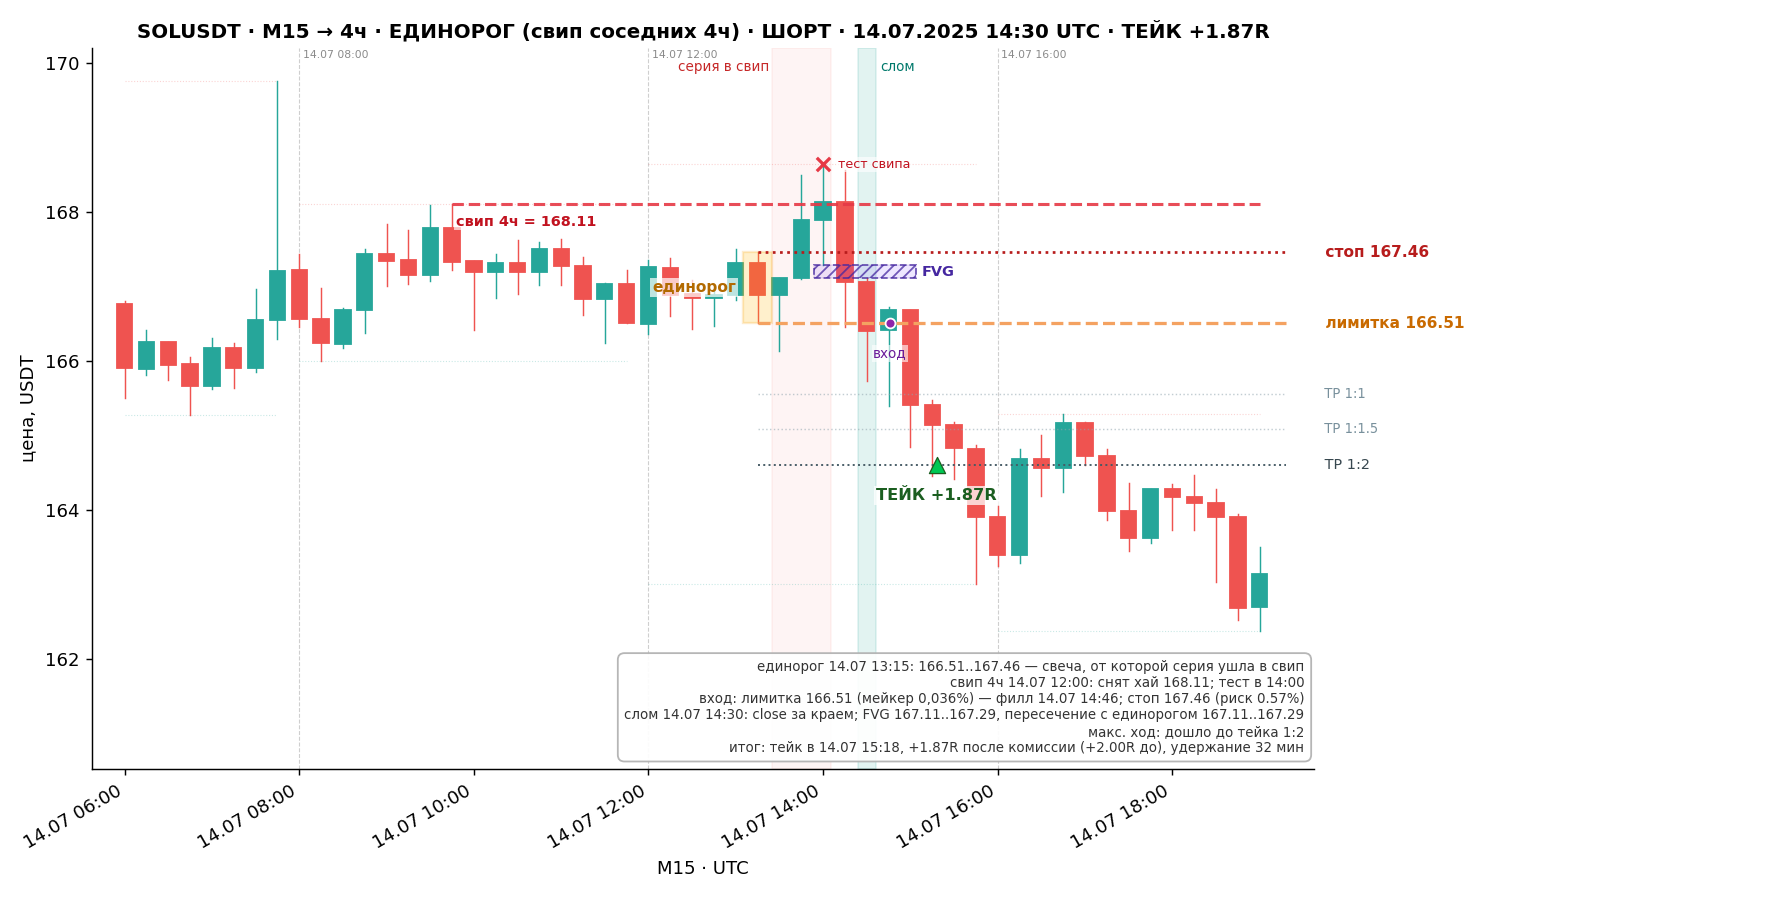 SOLUSDT · M15 → 4ч · ЕДИНОРОГ (свип соседних 4ч) · ШОРТ · 14.07.2025 14:30 UTC · ТЕЙК +1.87R
14.07 08:00
14.07 12:00
14.07 16:00
170
168
166
164
162
цена, USDT
серия в свип
слом
тест свипа
свип 4ч = 168.11
стоп 167.46
FVG
единорог
лимитка 166.51
вход
TP 1:1
TP 1:1.5
TP 1:2
ТЕЙК +1.87R
единорог 14.07 13:15: 166.51..167.46 — свеча, от которой серия ушла в свип
свип 4ч 14.07 12:00: снят хай 168.11; тест в 14:00
вход: лимитка 166.51 (мейкер 0,036%) — филл 14.07 14:46; стоп 167.46 (риск 0.57%)
слом 14.07 14:30: close за краем; FVG 167.11..167.29, пересечение с единорогом 167.11..167.29
макс. ход: дошло до тейка 1:2
итог: тейк в 14.07 15:18, +1.87R после комиссии (+2.00R до), удержание 32 мин
14.07 06:00
14.07 08:00
14.07 10:00
14.07 12:00
14.07 14:00
14.07 16:00
14.07 18:00
M15 · UTC